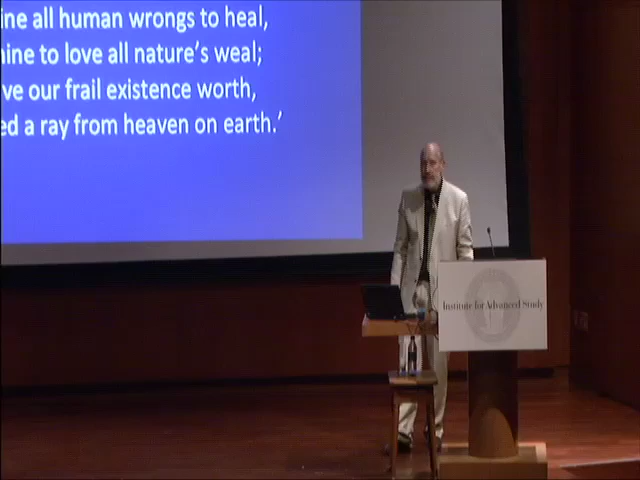 ine all human wrongs to heal,
nine to love all nature's weal;
ve our frail existence worth,
ed a ray from heaven on earth.'
Institute for Advanced Study